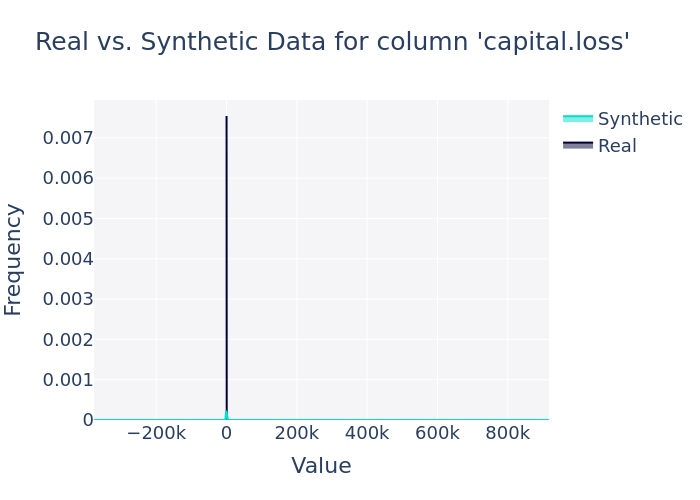 Real vs. Synthetic Data for column 'capital.loss'
Synthetic
Real
0.007
0.006
0.005
0.004
0.003
0.002
0.001
0
Frequency
−200k 0 200k 400k 600k 800k
Value